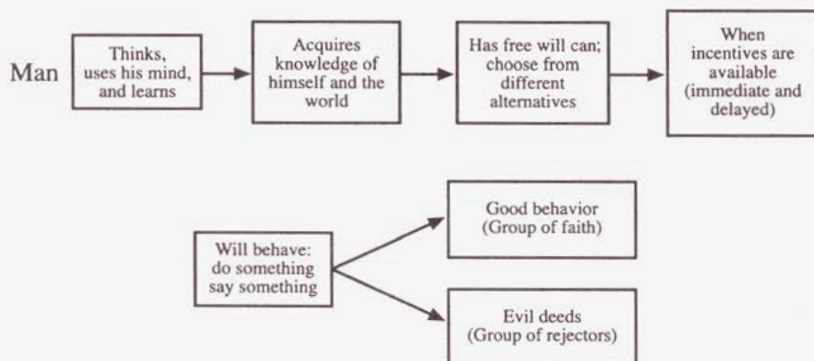 Man
Thinks,
uses his mind,
and learns
Acquires
knowledge of
himself and the
world
Has free will can;
choose from
different
alternatives
When
incentives are
available
(immediate and
delayed)
Will behave:
do something
say something
Good behavior
(Group of faith)
Evil deeds
(Group of rejectors)